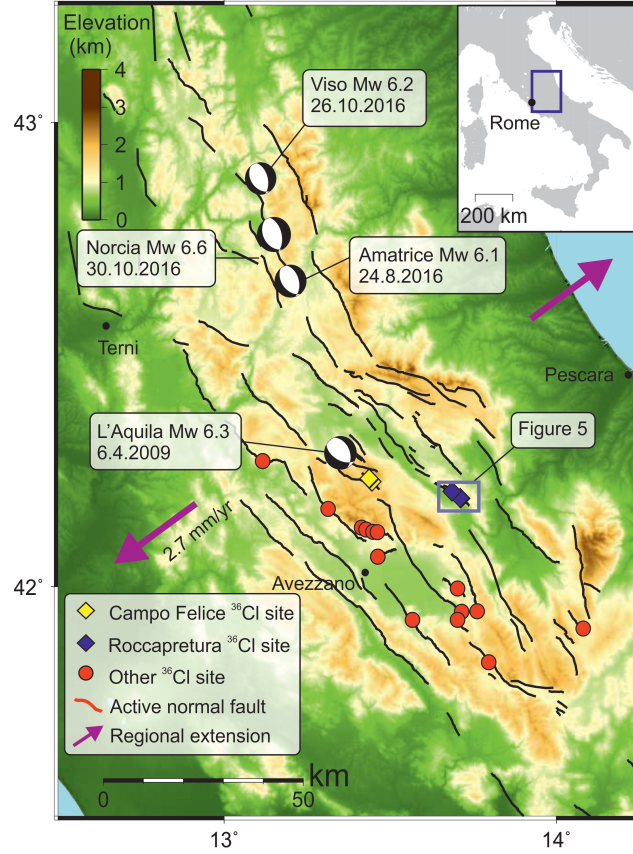 Elevation
(km)
4
3
2
1
0
Viso Mw 6.2
26.10.2016
Rome
200 km
43°
Norcia Mw 6.6
30.10.2016
Amatrice Mw 6.1
24.8.2016
Terni
Pescara
L'Aquila Mw 6.3
6.4.2009
Figure 5
2.7 mm/yr
42°
Avezzano
Campo Felice ³⁶Cl site
Roccapretura ³⁶Cl site
Other ³⁶Cl site
Active normal fault
Regional extension
km
0 50
13° 14°